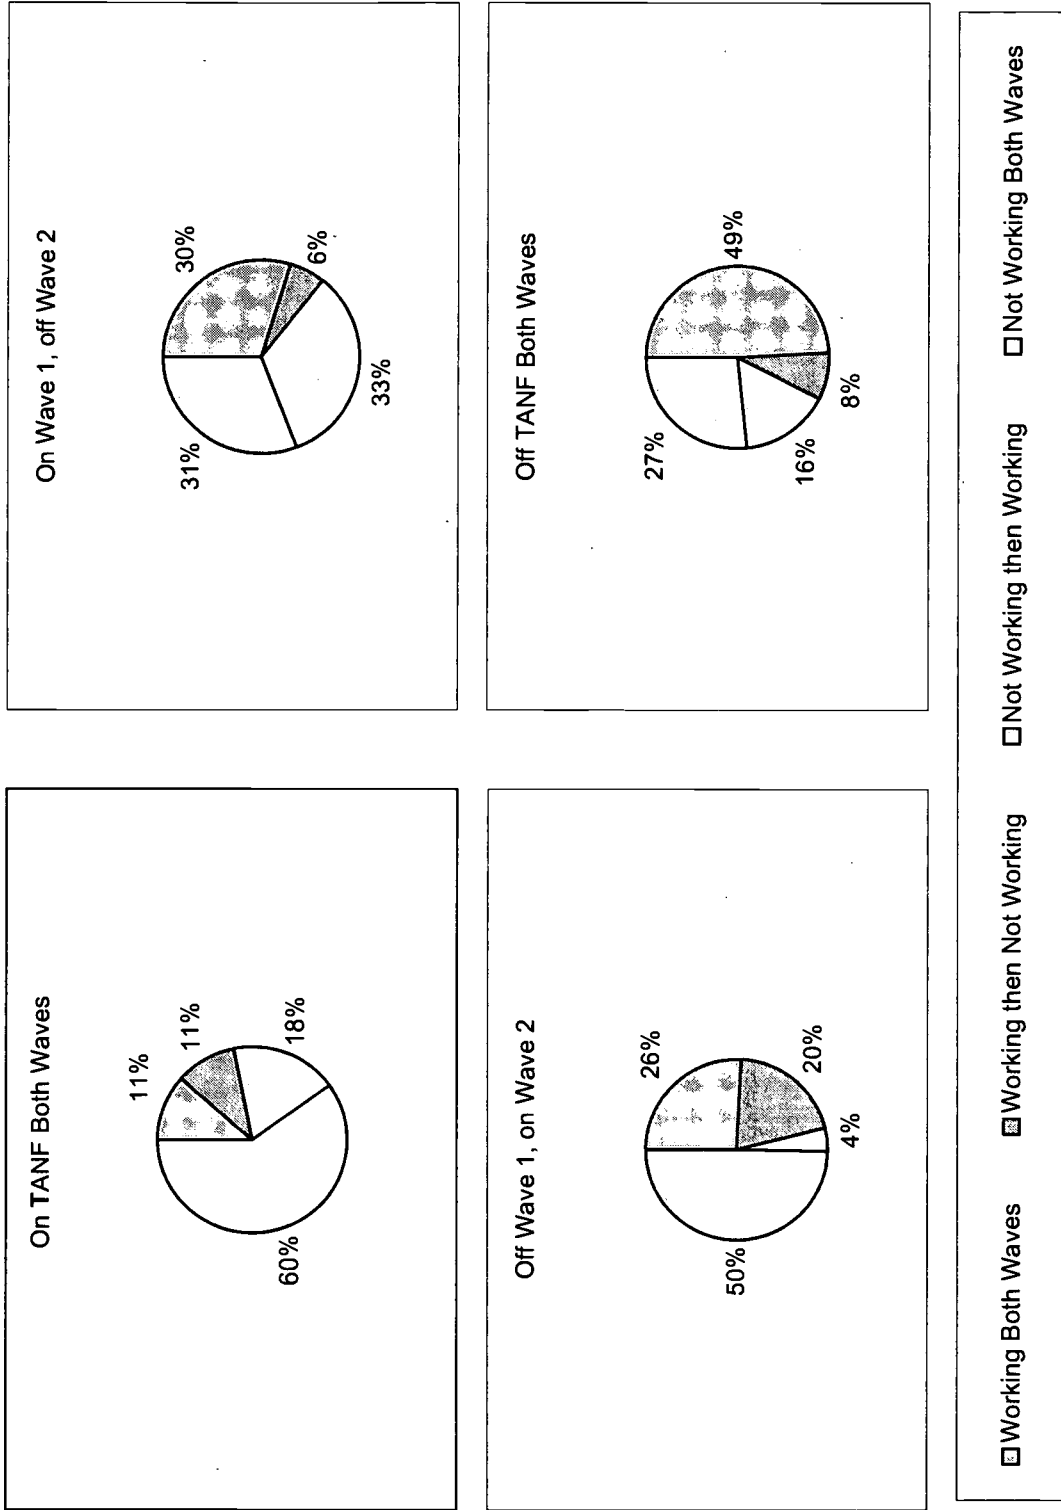 On TANF Both Waves
11%
11%
18%
60%
On Wave 1, off Wave 2
30%
6%
33%
31%
Off Wave 1, on Wave 2
26%
20%
4%
50%
Off TANF Both Waves
49%
8%
16%
27%
Working Both Waves
Working then Not Working
Not Working then Working
Not Working Both Waves